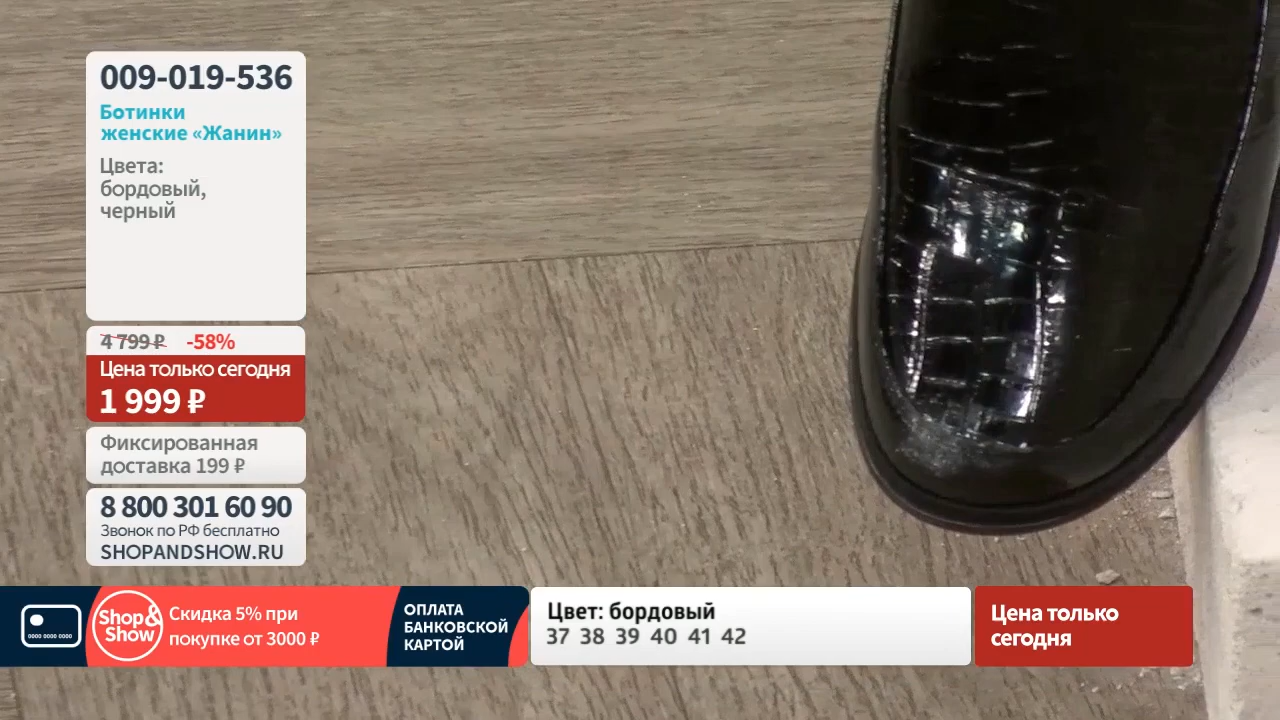 009-019-536
Ботинки
женские «Жанин»
Цвета:
бордовый,
черный
4 799 ₽ -58%
Цена только сегодня
1 999 ₽
Фиксированная
доставка 199 ₽
8 800 301 60 90
Звонок по РФ бесплатно
SHOPANDSHOW.RU
0000 0000 0000
Shop&
Show
Скидка 5% при
покупке от 3000 ₽
ОПЛАТА
БАНКОВСКОЙ
КАРТОЙ
Цвет: бордовый
37 38 39 40 41 42
Цена только
сегодня